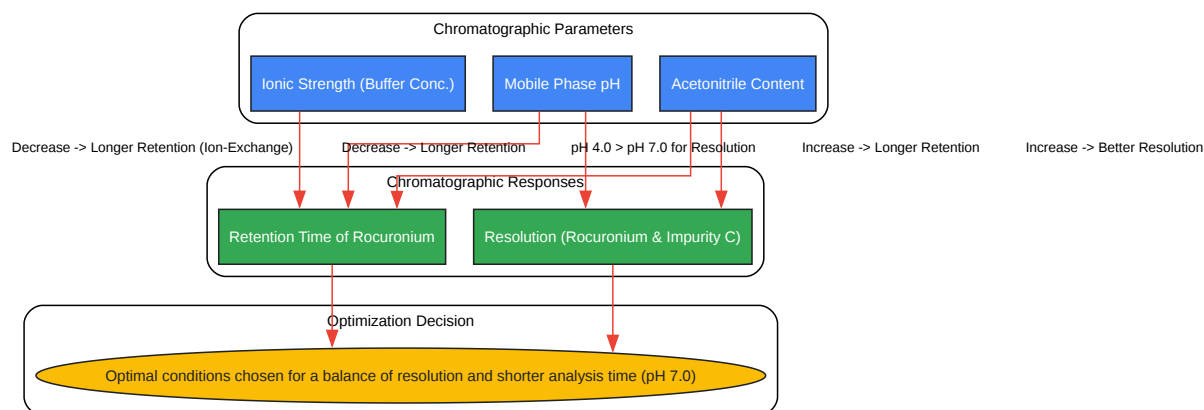 Chromatographic Parameters
Ionic Strength (Buffer Conc.)
Mobile Phase pH
Acetonitrile Content
Decrease -> Longer Retention (Ion-Exchange)
Decrease -> Longer Retention
pH 4.0 > pH 7.0 for Resolution
Increase -> Longer Retention
Increase -> Better Resolution
Chromatographic Responses
Retention Time of Rocuronium
Resolution (Rocuronium & Impurity C)
Optimization Decision
Optimal conditions chosen for a balance of resolution and shorter analysis time (pH 7.0)